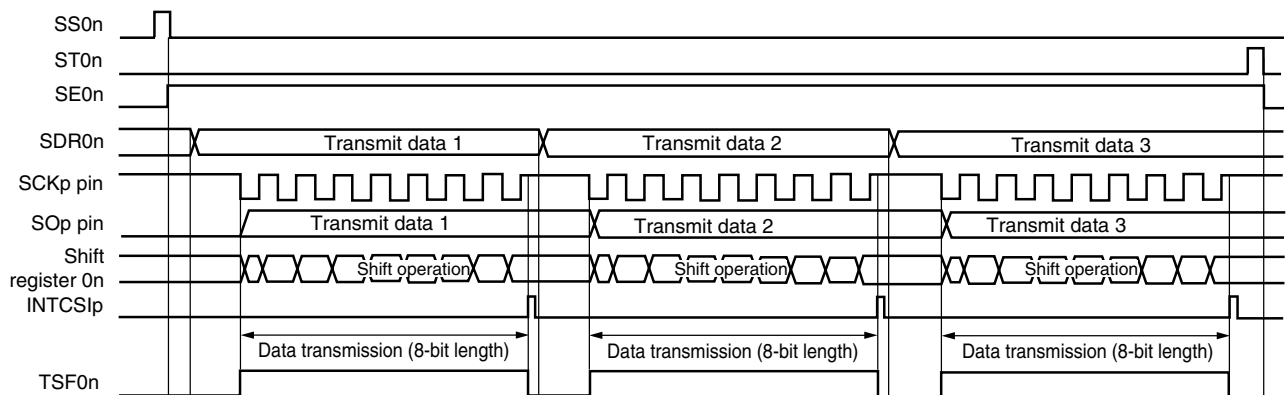 SS0n
ST0n
SE0n
SDR0n Transmit data 1 Transmit data 2 Transmit data 3
SCKp pin
SOp pin Transmit data 1 Transmit data 2 Transmit data 3
Shift
register 0n Shift operation Shift operation Shift operation
INTCSIp
Data transmission (8-bit length) Data transmission (8-bit length) Data transmission (8-bit length)
TSF0n